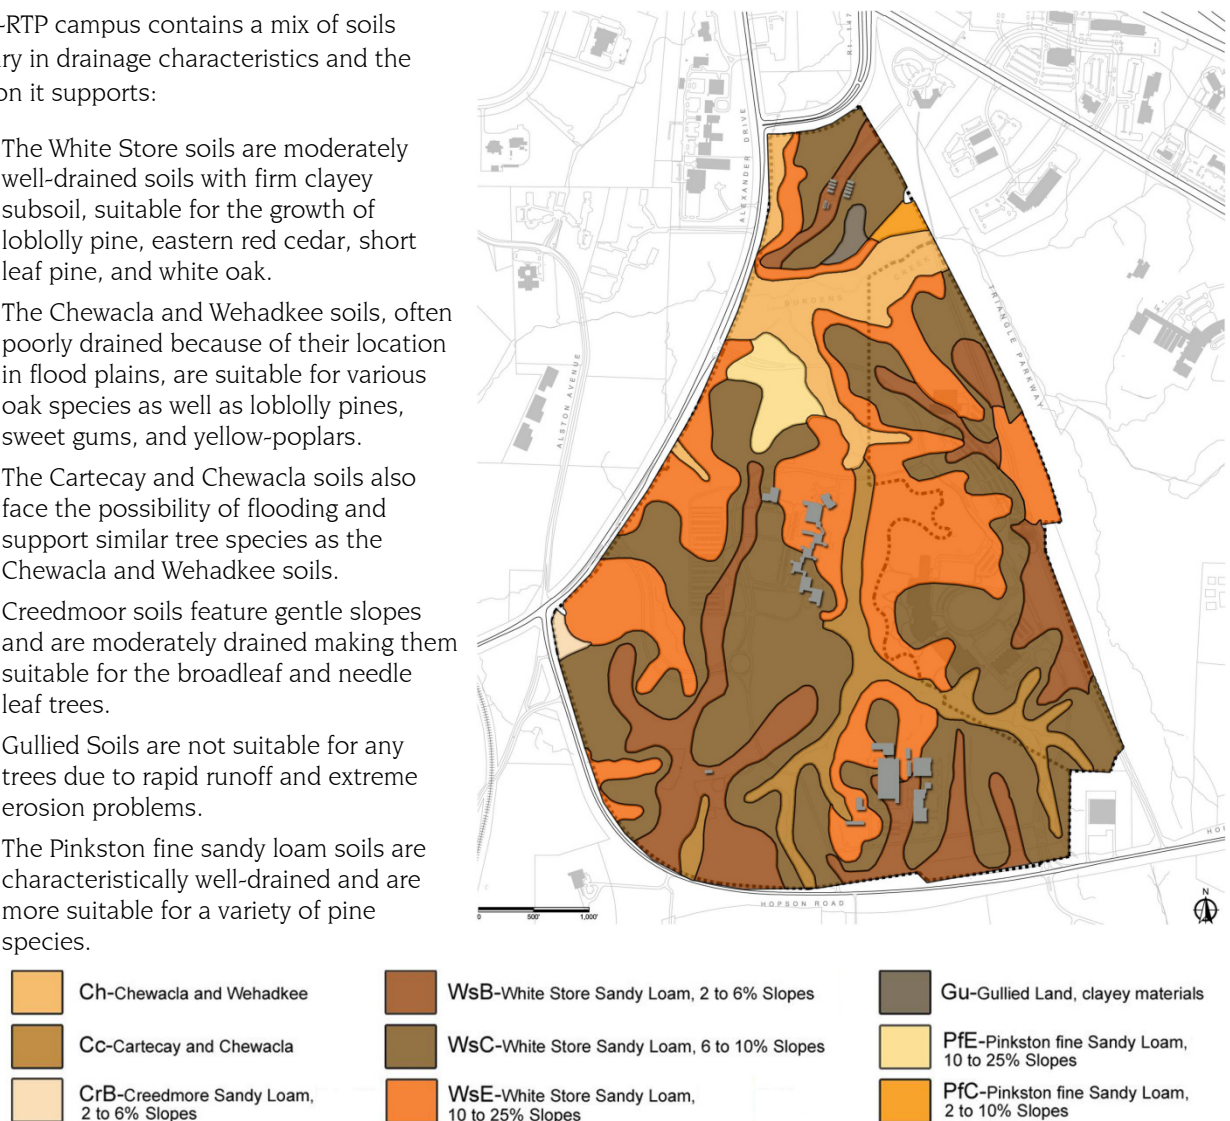 -RTP campus contains a mix of soils
ry in drainage characteristics and the
on it supports:
The White Store soils are moderately
well-drained soils with firm clayey
subsoil, suitable for the growth of
loblolly pine, eastern red cedar, short
leaf pine, and white oak.
The Chewacla and Wehadkee soils, often
poorly drained because of their location
in flood plains, are suitable for various
oak species as well as loblolly pines,
sweet gums, and yellow-poplars.
The Cartecay and Chewacla soils also
face the possibility of flooding and
support similar tree species as the
Chewacla and Wehadkee soils.
Creedmoor soils feature gentle slopes
and are moderately drained making them
suitable for the broadleaf and needle
leaf trees.
Gullied Soils are not suitable for any
trees due to rapid runoff and extreme
erosion problems.
The Pinkston fine sandy loam soils are
characteristically well-drained and are
more suitable for a variety of pine
species.
ALEXANDER DRIVE
RT. 147
BURDENS CREEK
TRIANGLE PARKWAY
ALSTON AVENUE
HOPSON ROAD
HO
0 500' 1,000'
N
Ch-Chewacla and Wehadkee
Cc-Cartecay and Chewacla
CrB-Creedmore Sandy Loam,
2 to 6% Slopes
WsB-White Store Sandy Loam, 2 to 6% Slopes
WsC-White Store Sandy Loam, 6 to 10% Slopes
WsE-White Store Sandy Loam,
10 to 25% Slopes
Gu-Gullied Land, clayey materials
PfE-Pinkston fine Sandy Loam,
10 to 25% Slopes
PfC-Pinkston fine Sandy Loam,
2 to 10% Slopes